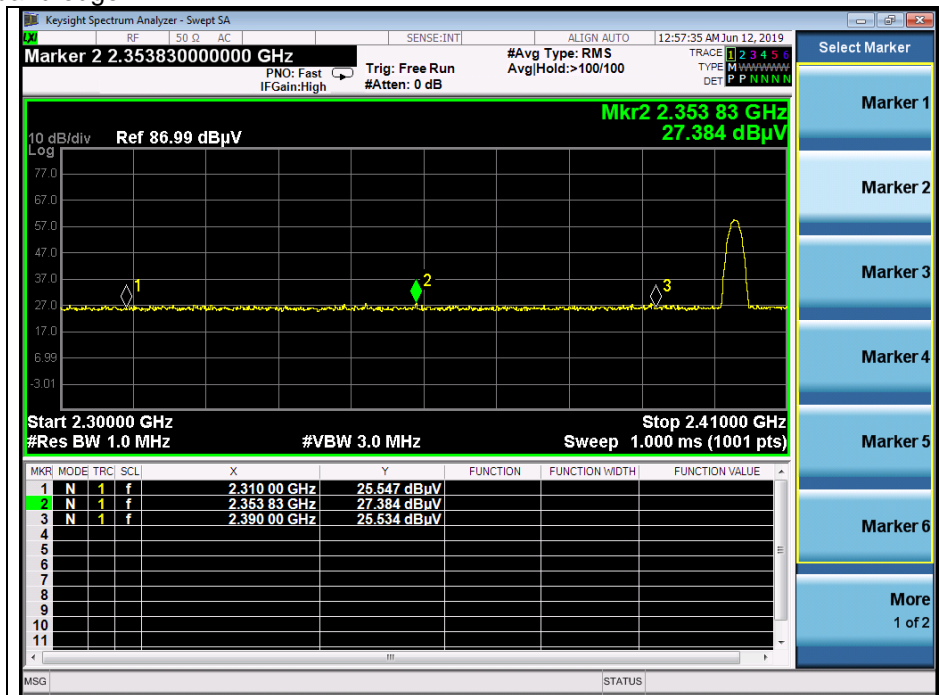 Keysight Spectrum Analyzer - Swept SA
LXI
RF
50 Ω
AC
SENSE:INT
ALIGN AUTO
12:57:35 AM Jun 12, 2019
Marker 2 2.353830000000 GHz
PNO: Fast
IFGain:High
Trig: Free Run
#Atten: 0 dB
#Avg Type: RMS
Avg|Hold:>100/100
TRACE 1 2 3 4 5 6
TYPE M W W W W W
DET P P N N N N
Mkr2 2.353 83 GHz
27.384 dBµV
10 dB/div
Log
Ref 86.99 dBµV
77.0
67.0
57.0
47.0
37.0
27.0
17.0
6.99
-3.01
1
2
3
Start 2.30000 GHz
Stop 2.41000 GHz
#Res BW 1.0 MHz
#VBW 3.0 MHz
Sweep 1.000 ms (1001 pts)
MKR MODE TRC SCL X Y FUNCTION FUNCTION WIDTH FUNCTION VALUE
1 N 1 f 2.310 00 GHz 25.547 dBµV
2 N 1 f 2.353 83 GHz 27.384 dBµV
3 N 1 f 2.390 00 GHz 25.534 dBµV
4
5
6
7
8
9
10
11
MSG
STATUS
Select Marker
Marker 1
Marker 2
Marker 3
Marker 4
Marker 5
Marker 6
More
1 of 2